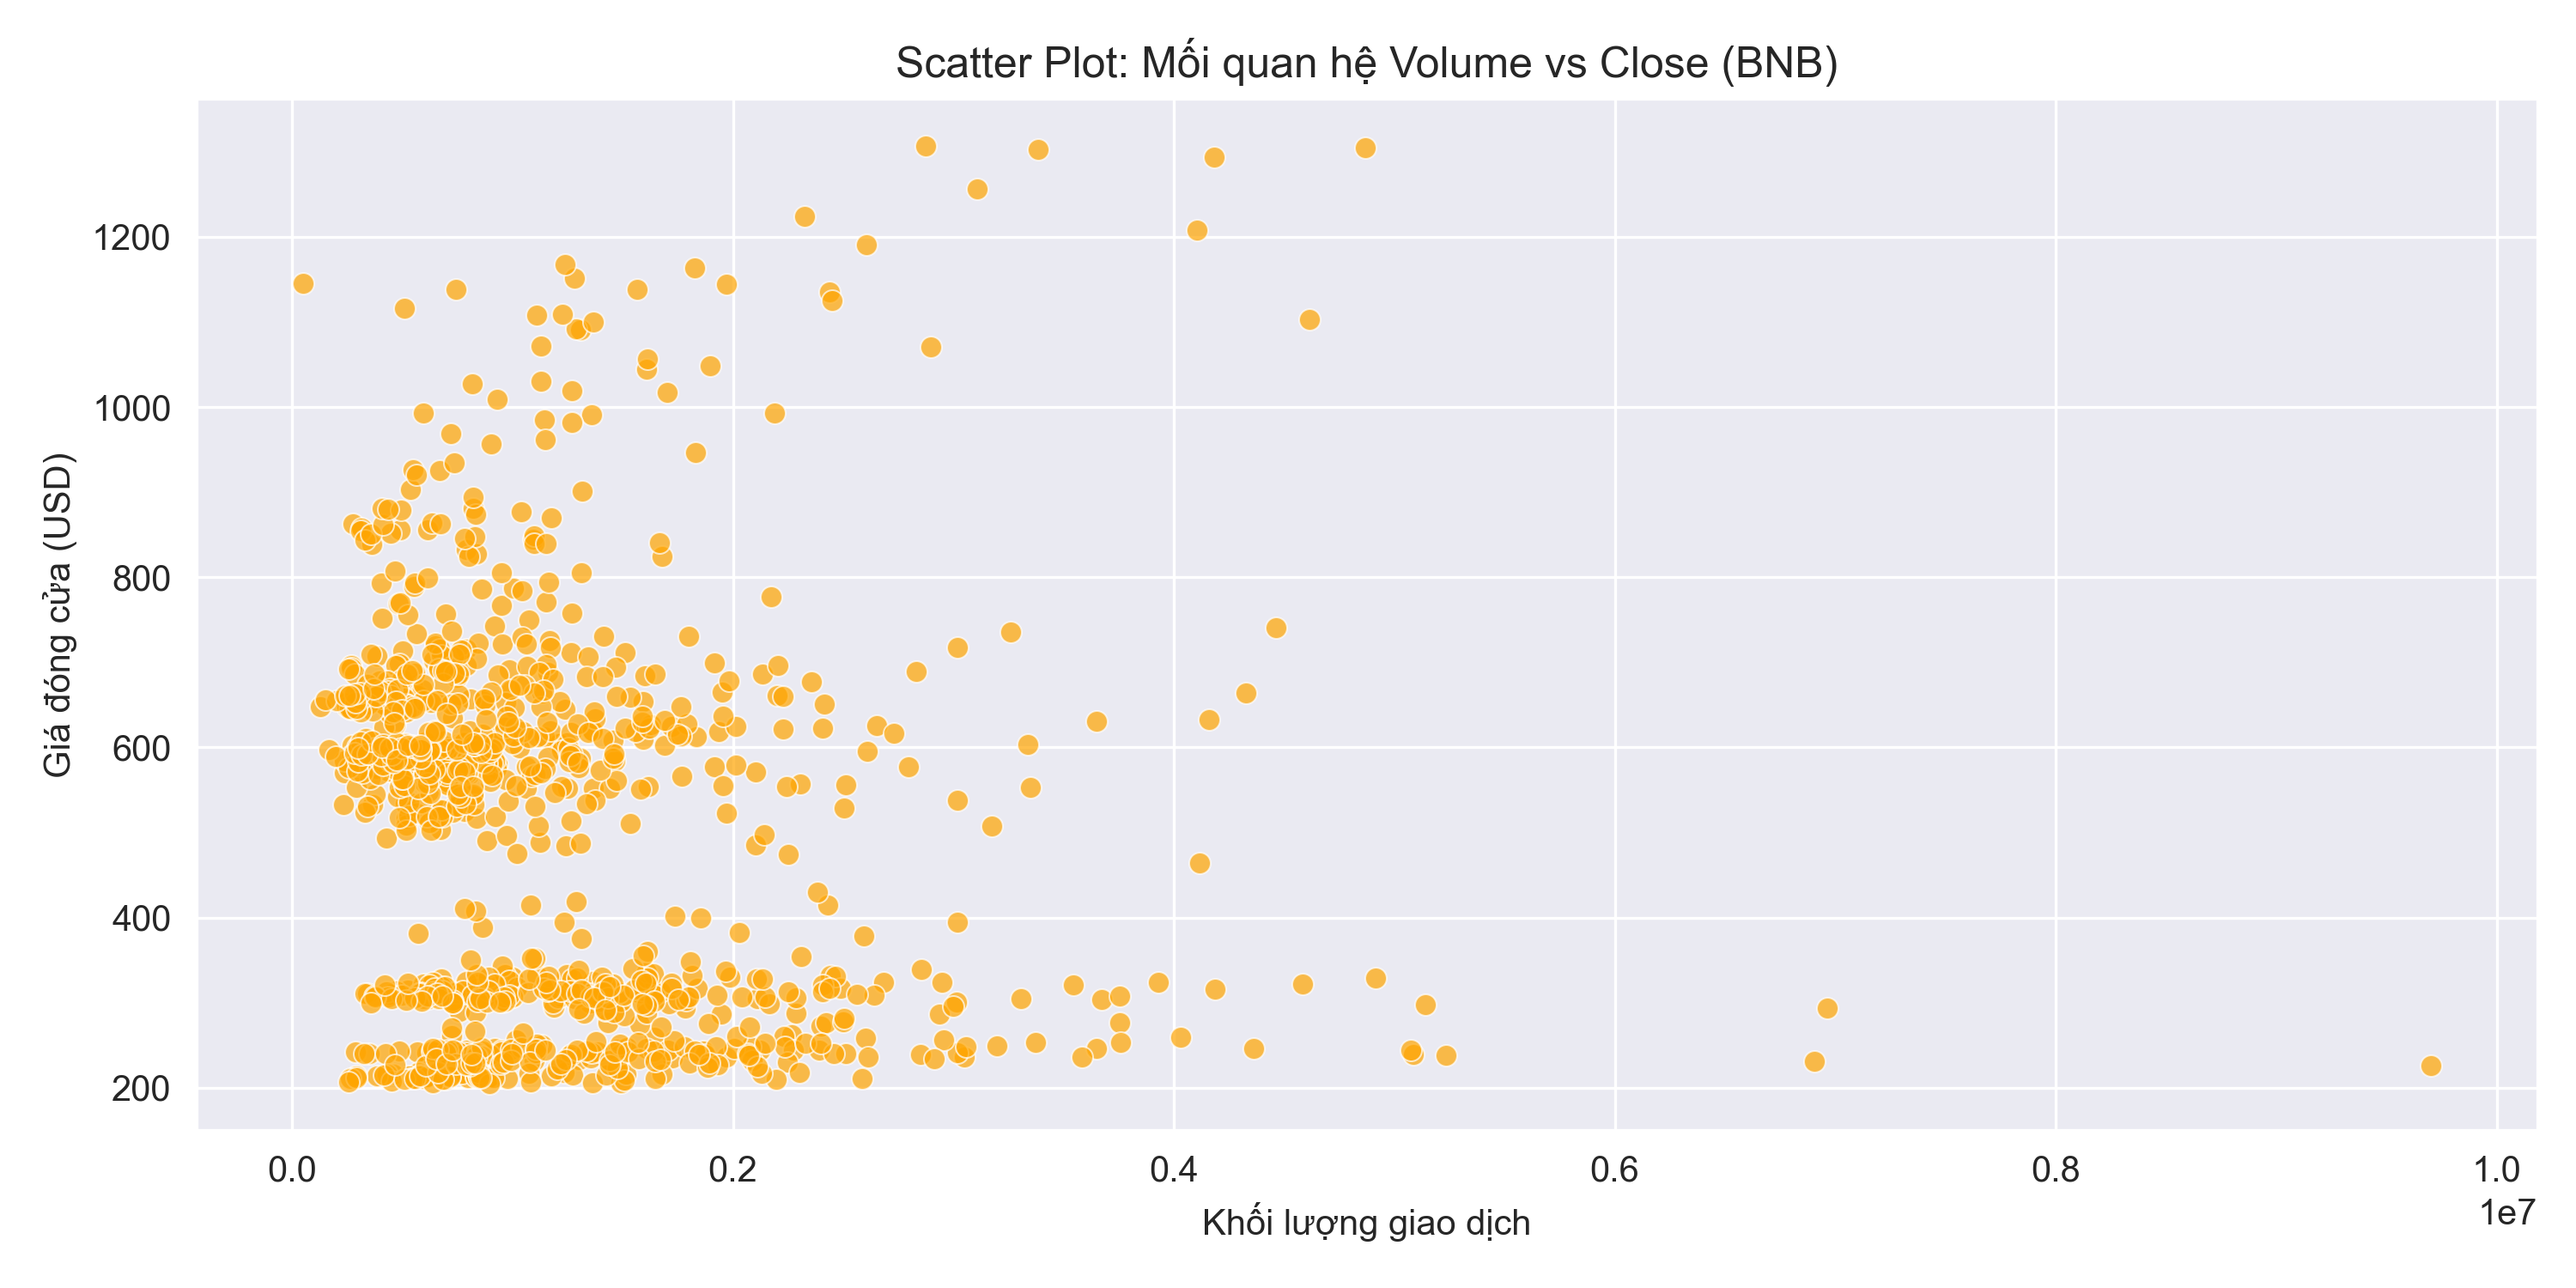 Scatter Plot: Mối quan hệ Volume vs Close (BNB)
Giá đóng cửa (USD)
1200
1000
800
600
400
200
0.0 0.2 0.4 0.6 0.8 1.0
1e7
Khối lượng giao dịch